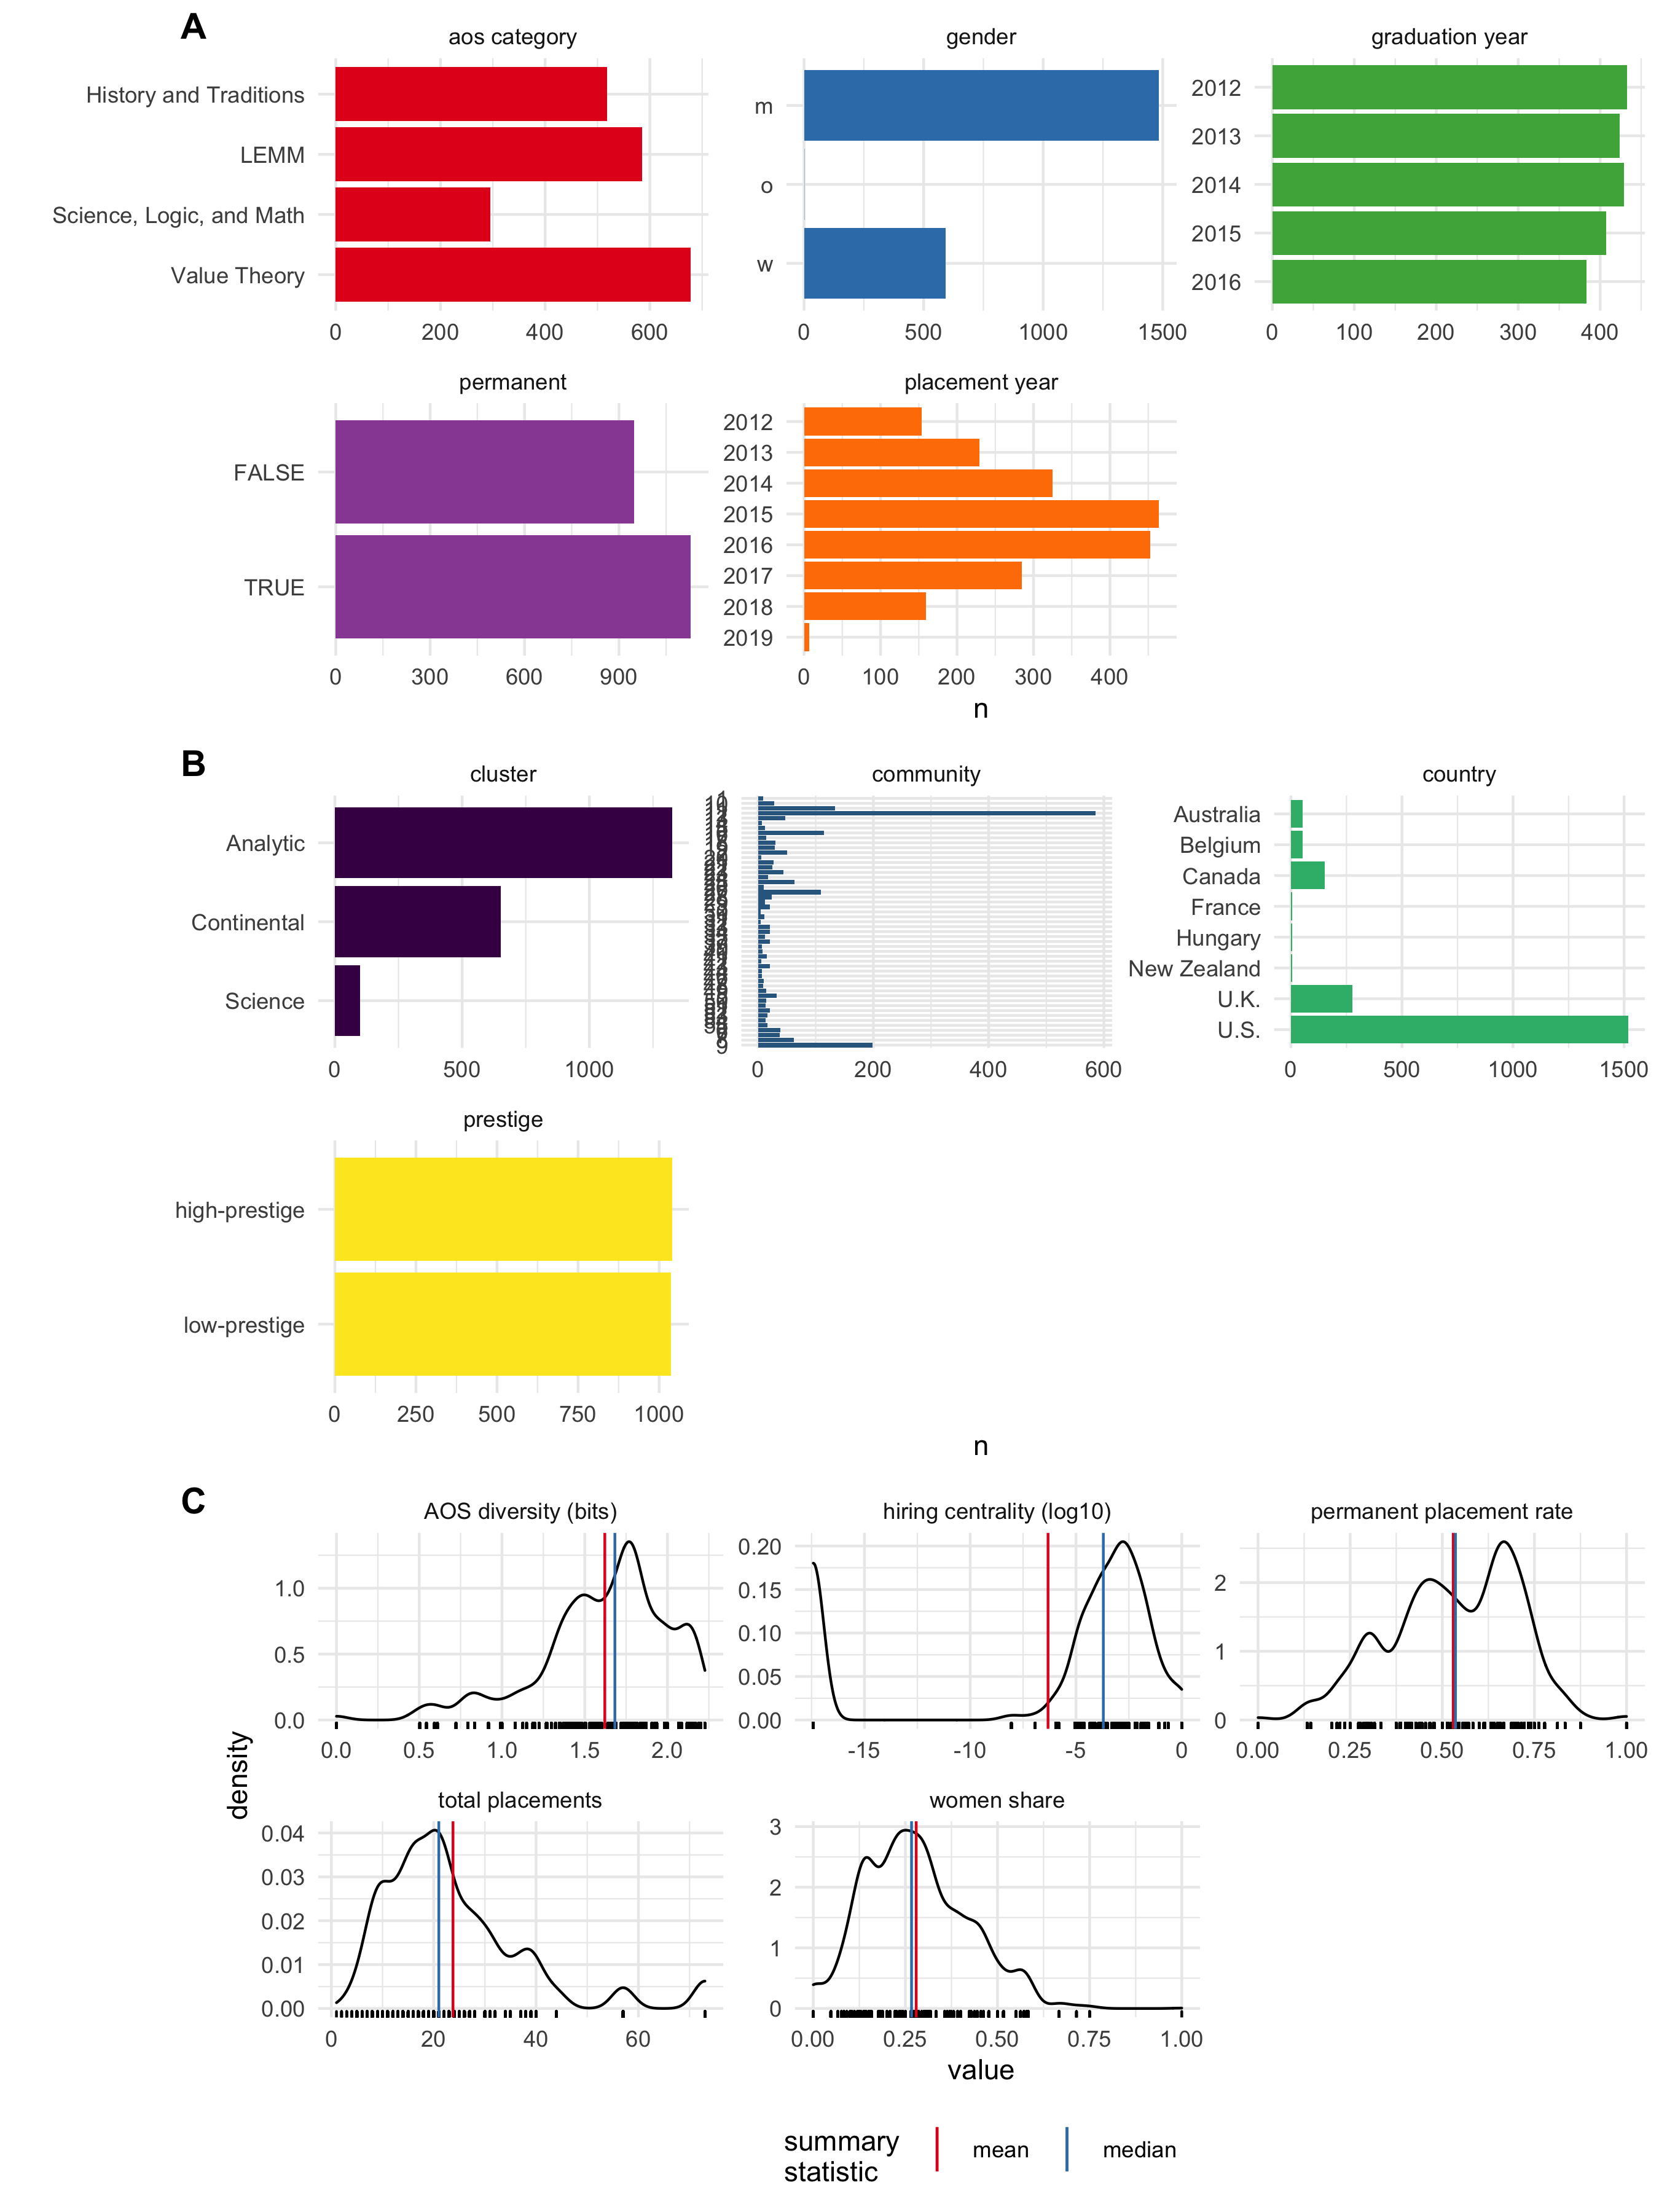 A
aos category
gender
graduation year
History and Traditions
LEMM
Science, Logic, and Math
Value Theory
0 200 400 600
m
o
w
0 500 1000 1500
2012
2013
2014
2015
2016
0 100 200 300 400
permanent
placement year
FALSE
TRUE
0 300 600 900
2012
2013
2014
2015
2016
2017
2018
2019
0 100 200 300 400
n
B
cluster
community
country
Analytic
Continental
Science
0 500 1000
9
0 200 400 600
Australia
Belgium
Canada
France
Hungary
New Zealand
U.K.
U.S.
0 500 1000 1500
prestige
high-prestige
low-prestige
0 250 500 750 1000
n
C
AOS diversity (bits)
hiring centrality (log10)
permanent placement rate
1.0
0.5
0.0
0.0 0.5 1.0 1.5 2.0
0.20
0.15
0.10
0.05
0.00
-15 -10 -5 0
2
1
0
0.00 0.25 0.50 0.75 1.00
density
total placements
women share
0.04
0.03
0.02
0.01
0.00
0 20 40 60
3
2
1
0
0.00 0.25 0.50 0.75 1.00
value
summary
statistic
mean
median